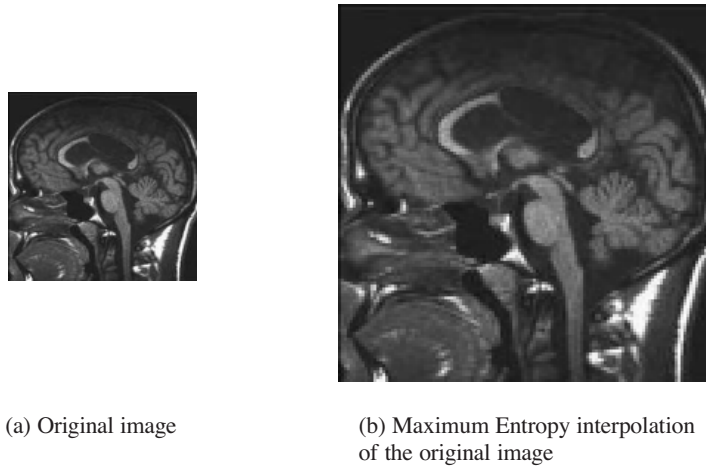 (a) Original image
(b) Maximum Entropy interpolation
of the original image